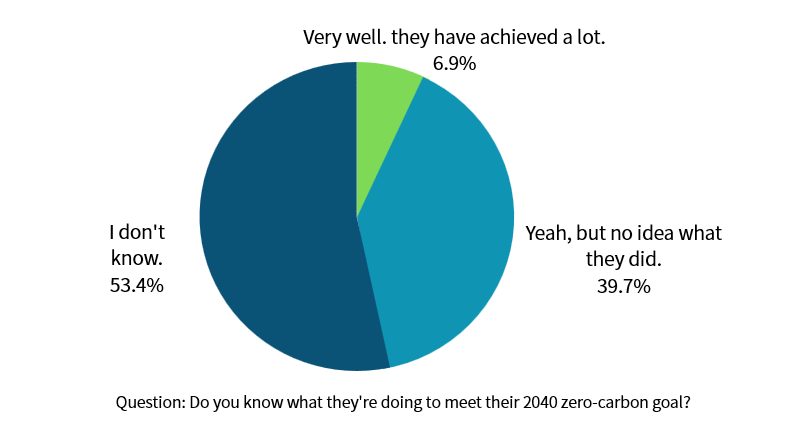 Very well. they have achieved a lot.
6.9%
I don't
know.
53.4%
Yeah, but no idea what
they did.
39.7%
Question: Do you know what they're doing to meet their 2040 zero-carbon goal?